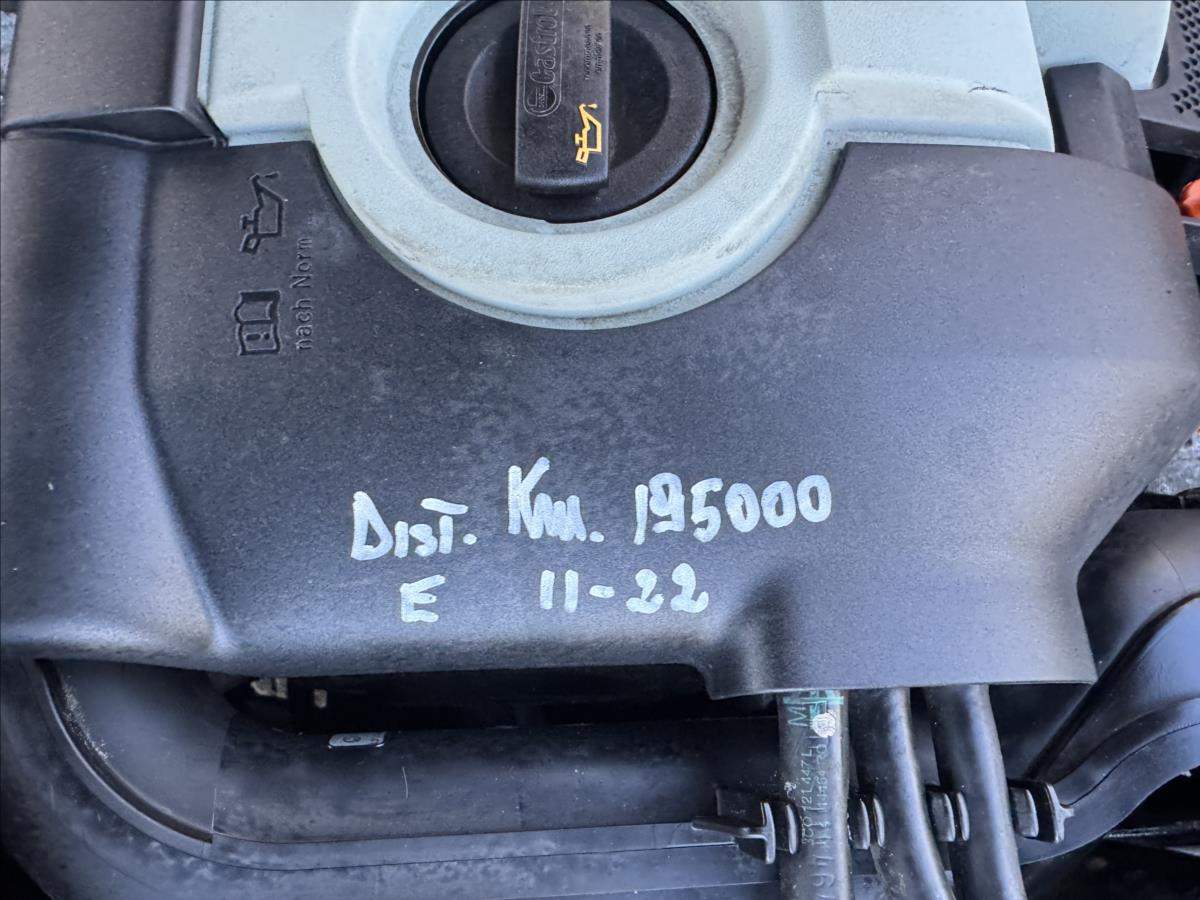 Castrol
nach Norm
Dist. Km. 195000
E 11-22